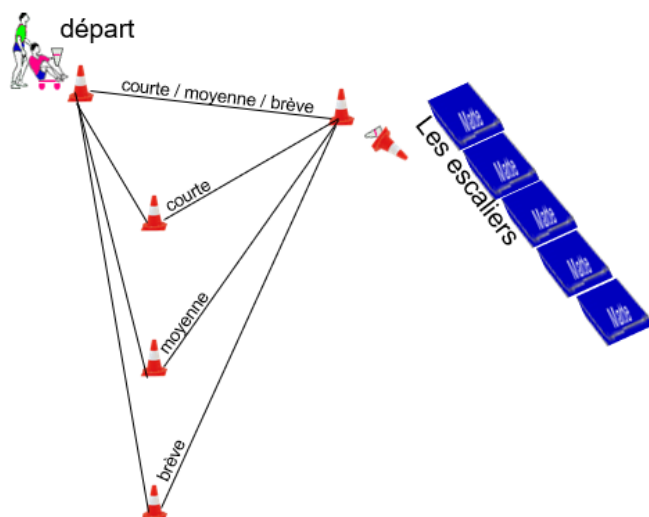 départ
courte / moyenne / brève
courte
moyenne
brève
Les escaliers
Matte
Matte
Matte
Matte
Matte